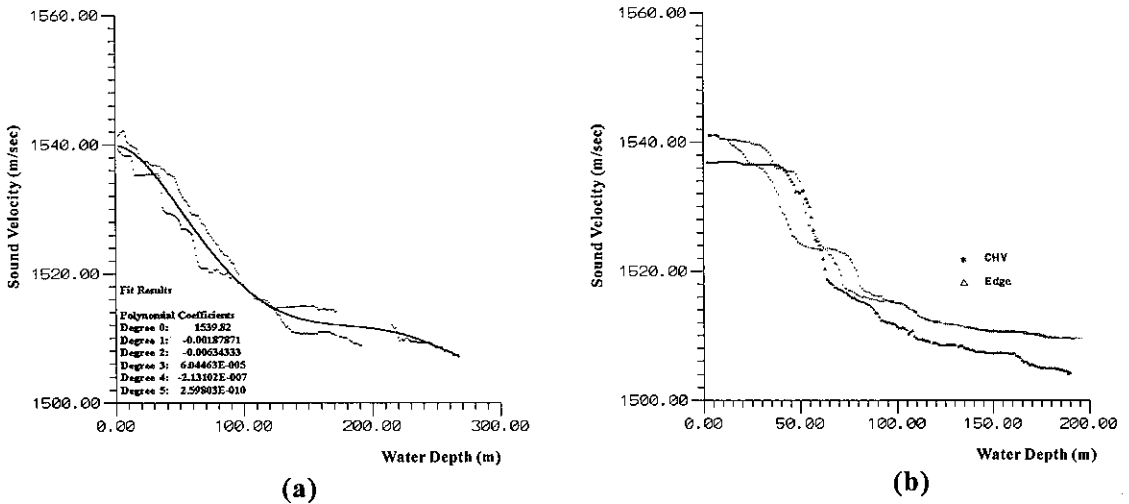 1560.00
1540.00
1520.00
1500.00
Sound Velocity (m/sec)
Fit Results
Polynomial Coefficients
Degree 0: 1539.82
Degree 1: -0.00187871
Degree 2: -0.00634333
Degree 3: 6.04463E-005
Degree 4: -2.13102E-007
Degree 5: 2.59803E-010
0.00 100.00 200.00 300.00
Water Depth (m)
(a)
1560.00
1540.00
1520.00
1500.00
Sound Velocity (m/sec)
CHV
Edge
0.00 50.00 100.00 150.00 200.00
Water Depth (m)
(b)